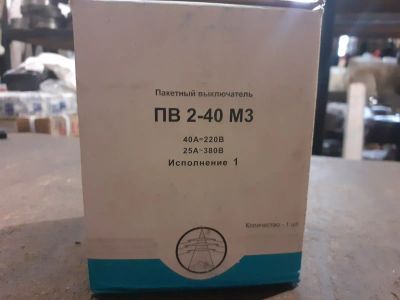 Пакетный выключатель
ПВ 2-40 М3
40А~220В
25А~380В
Исполнение 1
Количество - 1 шт